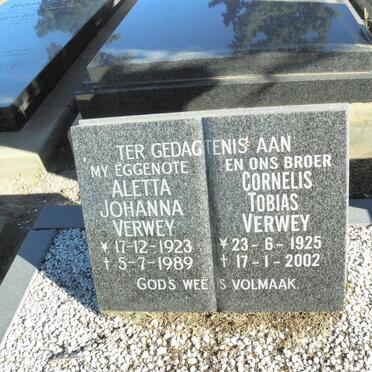 TER GEDAGTENIS AAN
MY EGGENOTE
ALETTA
JOHANNA
VERWEY
* 17-12-1923
† 5-7-1989
EN ONS BROER
CORNELIS
TOBIAS
VERWEY
* 23-6-1925
† 17-1-2002
GODS WEË IS VOLMAAK.